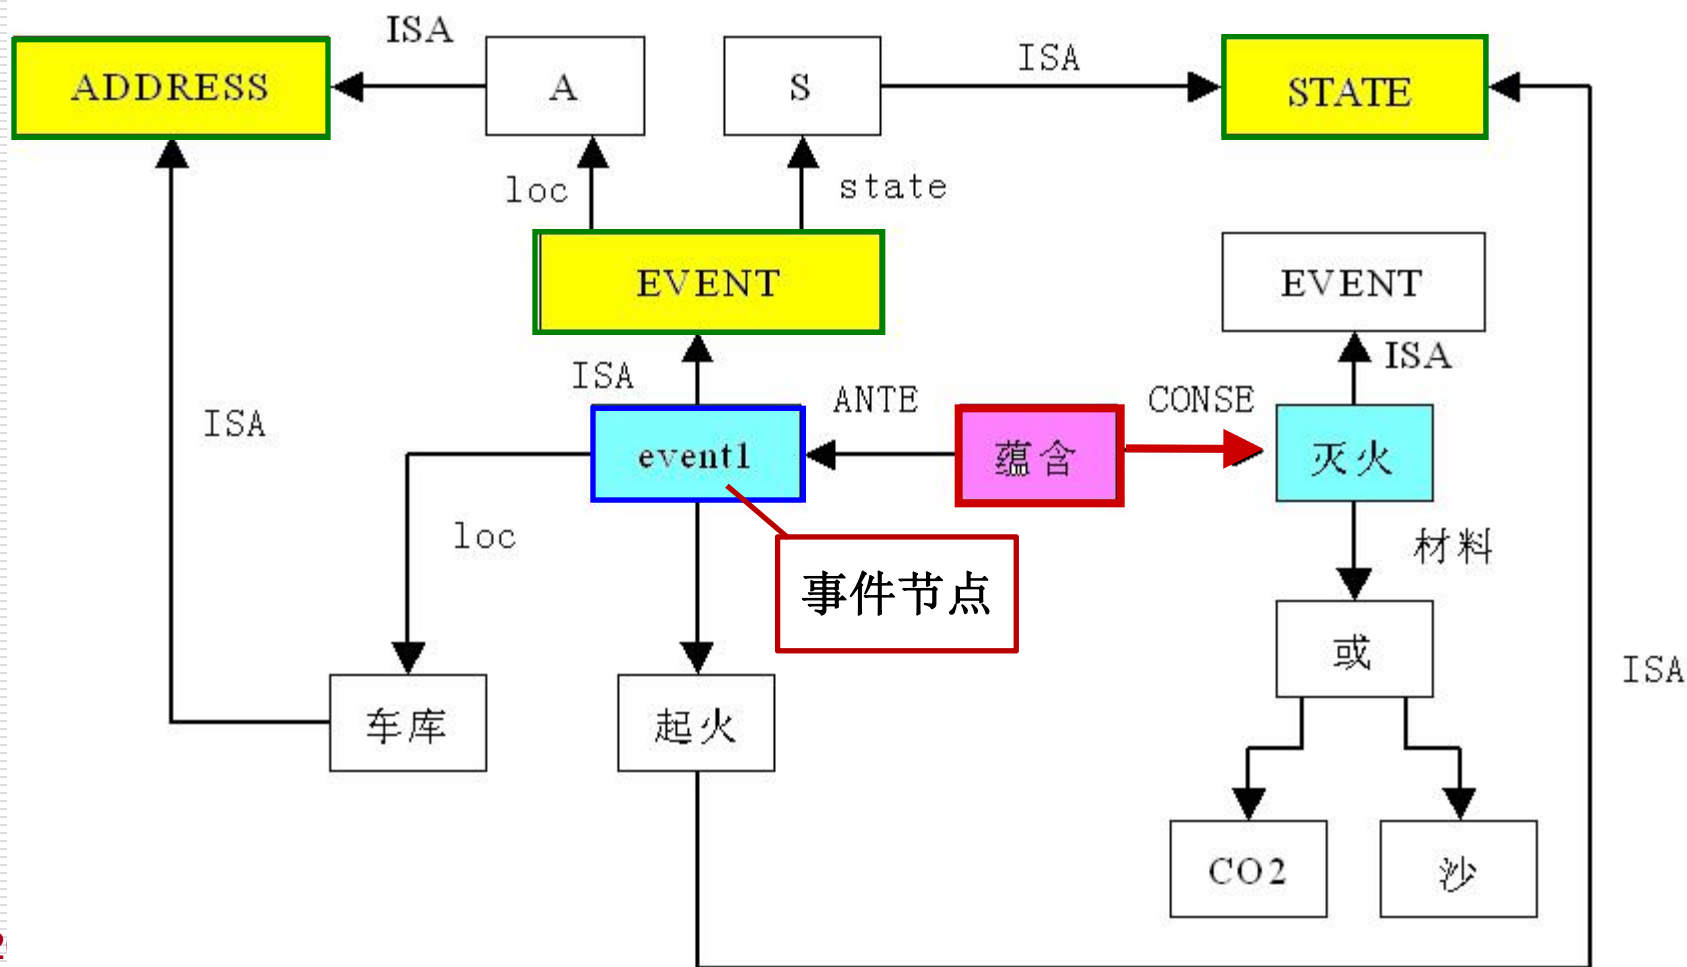 ISA
ADDRESS
A
S
ISA
STATE
loc
state
EVENT
EVENT
ISA
ISA
ANTE
CONSE
ISA
event1
蕴含
灭火
loc
材料
事件节点
或
ISA
车库
起火
CO2
沙
2